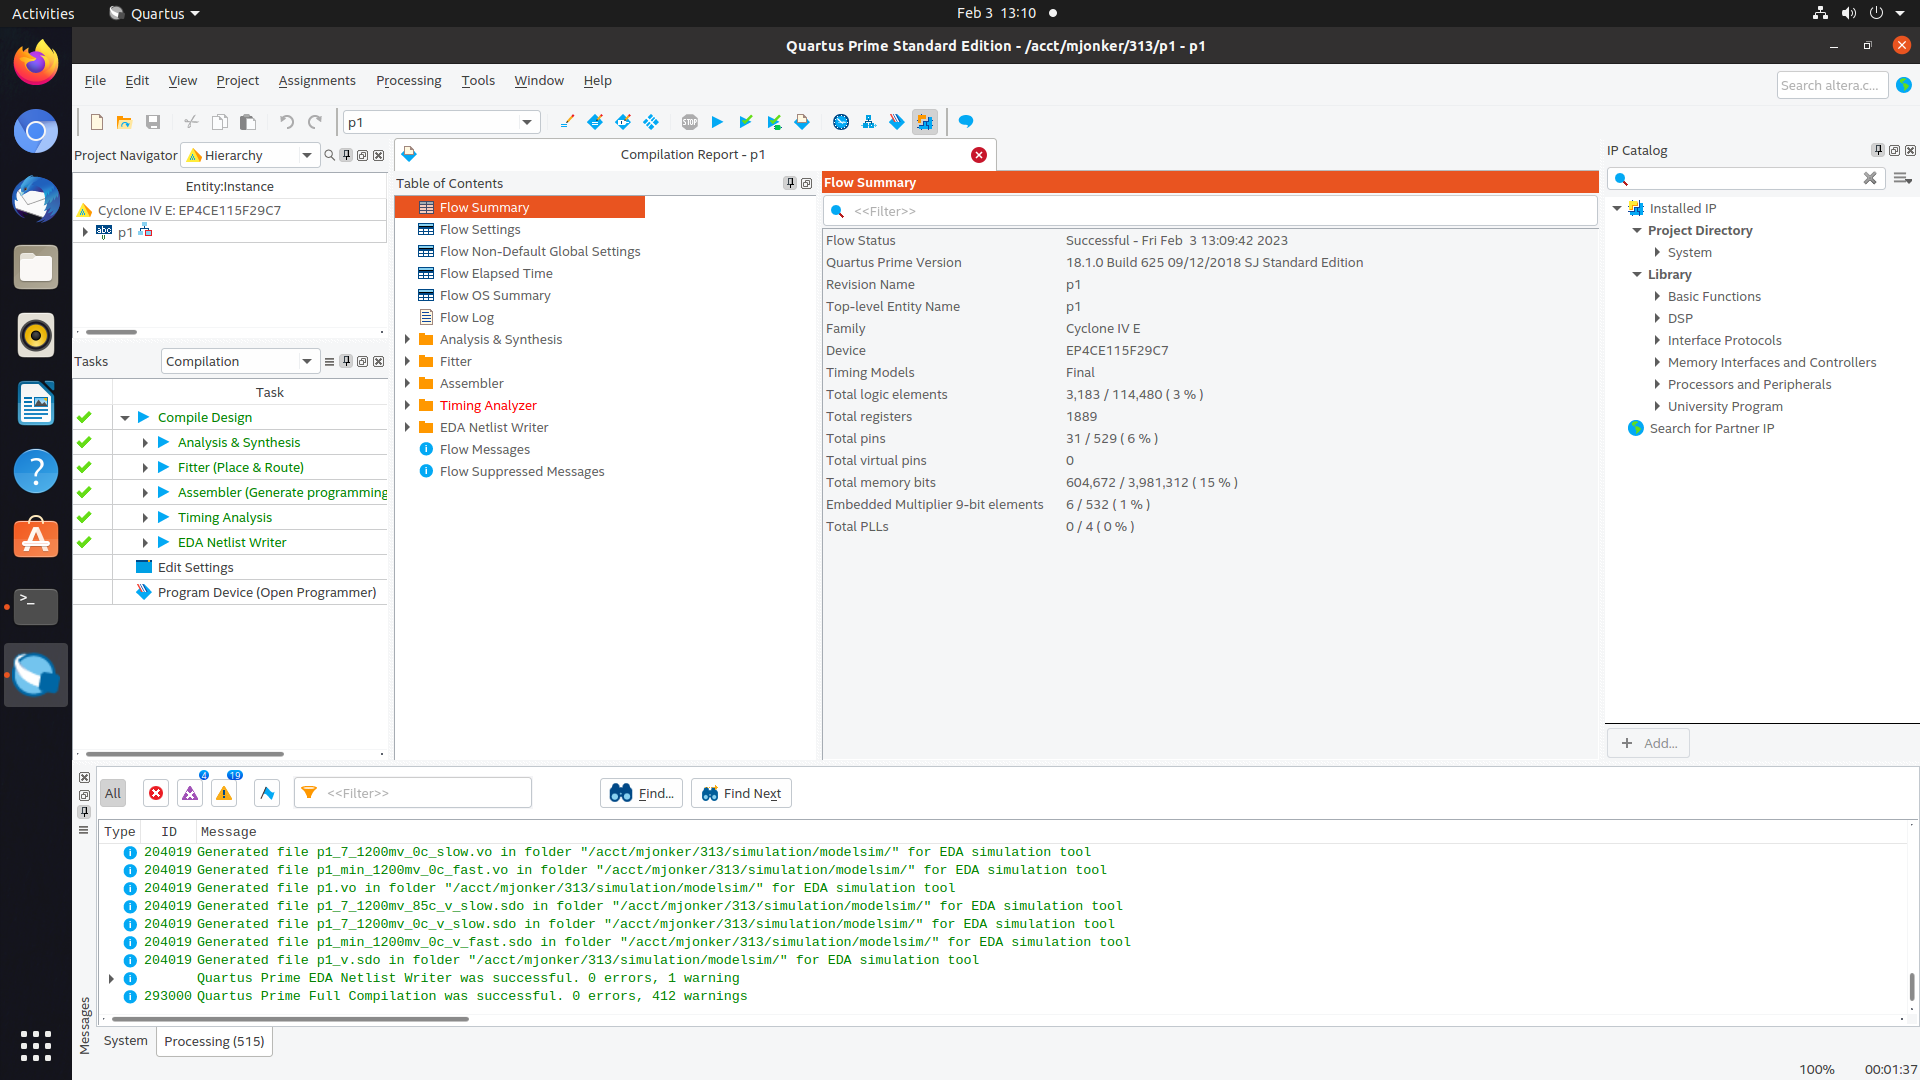 Activities
Quartus
Feb 3 13:10
Quartus Prime Standard Edition - /acct/mjonker/313/p1 - p1
File Edit View Project Assignments Processing Tools Window Help
Search altera.c...
p1
Project Navigator
Hierarchy
Entity:Instance
Cyclone IV E: EP4CE115F29C7
abc
p1
Tasks
Compilation
Task
Compile Design
Analysis & Synthesis
Fitter (Place & Route)
Assembler (Generate programming
Timing Analysis
EDA Netlist Writer
Edit Settings
Program Device (Open Programmer)
Compilation Report - p1
Table of Contents
Flow Summary
Flow Settings
Flow Non-Default Global Settings
Flow Elapsed Time
Flow OS Summary
Flow Log
Analysis & Synthesis
Fitter
Assembler
Timing Analyzer
EDA Netlist Writer
Flow Messages
Flow Suppressed Messages
Flow Summary
<<Filter>>
Flow Status Successful - Fri Feb 3 13:09:42 2023
Quartus Prime Version 18.1.0 Build 625 09/12/2018 SJ Standard Edition
Revision Name p1
Top-level Entity Name p1
Family Cyclone IV E
Device EP4CE115F29C7
Timing Models Final
Total logic elements 3,183 / 114,480 ( 3 % )
Total registers 1889
Total pins 31 / 529 ( 6 % )
Total virtual pins 0
Total memory bits 604,672 / 3,981,312 ( 15 % )
Embedded Multiplier 9-bit elements 6 / 532 ( 1 % )
Total PLLs 0 / 4 ( 0 % )
IP Catalog
Installed IP
Project Directory
System
Library
Basic Functions
DSP
Interface Protocols
Memory Interfaces and Controllers
Processors and Peripherals
University Program
Search for Partner IP
+ Add...
All
4
19
<<Filter>>
Find...
Find Next
Type ID Message
204019 Generated file p1_7_1200mv_0c_slow.vo in folder "/acct/mjonker/313/simulation/modelsim/" for EDA simulation tool
204019 Generated file p1_min_1200mv_0c_fast.vo in folder "/acct/mjonker/313/simulation/modelsim/" for EDA simulation tool
204019 Generated file p1.vo in folder "/acct/mjonker/313/simulation/modelsim/" for EDA simulation tool
204019 Generated file p1_7_1200mv_85c_v_slow.sdo in folder "/acct/mjonker/313/simulation/modelsim/" for EDA simulation tool
204019 Generated file p1_7_1200mv_0c_v_slow.sdo in folder "/acct/mjonker/313/simulation/modelsim/" for EDA simulation tool
204019 Generated file p1_min_1200mv_0c_v_fast.sdo in folder "/acct/mjonker/313/simulation/modelsim/" for EDA simulation tool
204019 Generated file p1_v.sdo in folder "/acct/mjonker/313/simulation/modelsim/" for EDA simulation tool
Quartus Prime EDA Netlist Writer was successful. 0 errors, 1 warning
293000 Quartus Prime Full Compilation was successful. 0 errors, 412 warnings
Messages
System
Processing (515)
100% 00:01:37